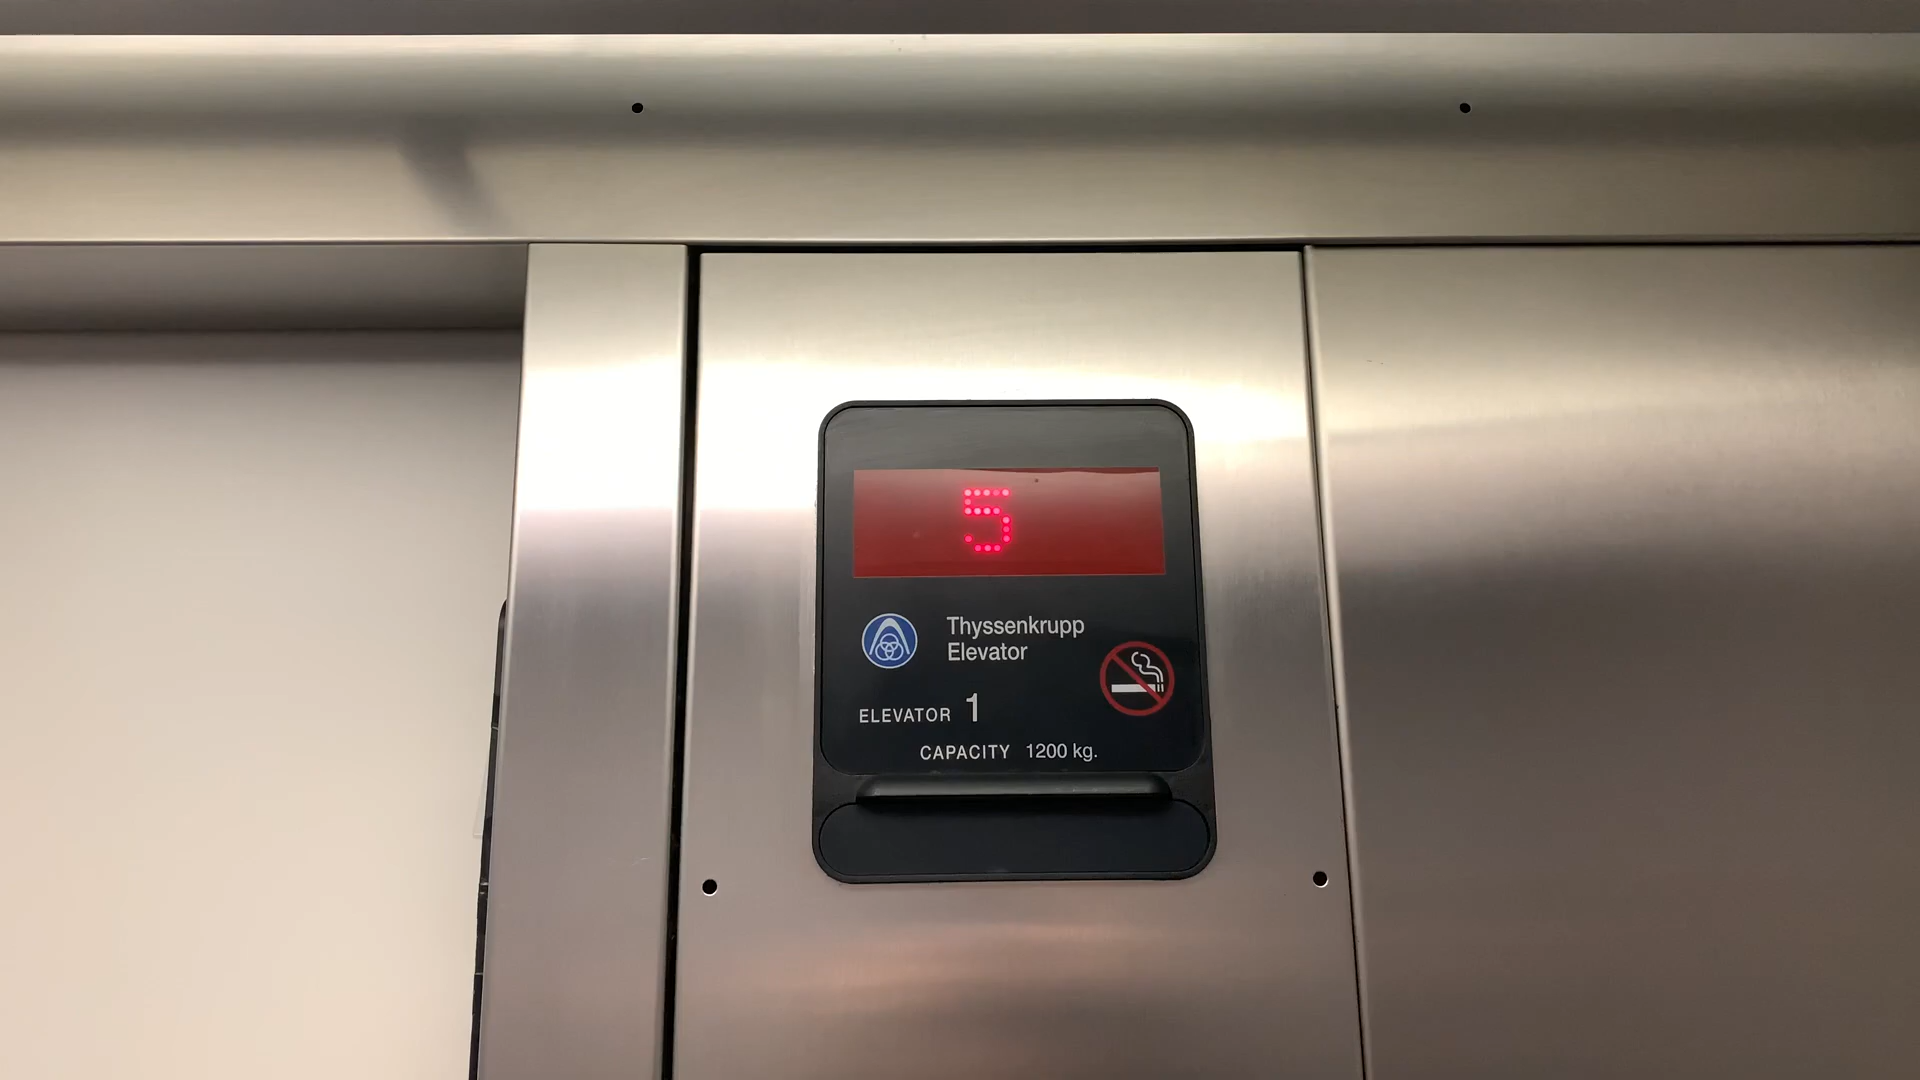 5
Thyssenkrupp
Elevator
ELEVATOR 1
CAPACITY 1200 kg.